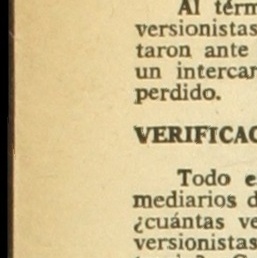 Al térm
versionistas
taron ante
un intercar
perdido.
VERIFICAC
Todo e
mediarios d
¿cuántas ve
versionistas